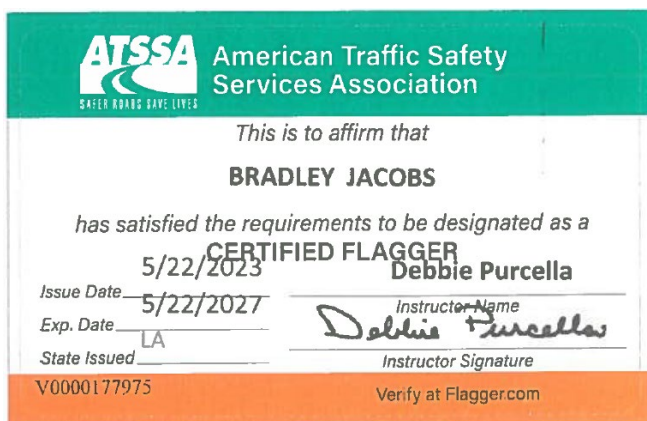 ATSSA
SAFER ROADS SAVE LIVES
American Traffic Safety
Services Association
This is to affirm that
BRADLEY JACOBS
has satisfied the requirements to be designated as a
CERTIFIED FLAGGER
Issue Date 5/22/2023
Debbie Purcella
Instructor Name
Exp. Date 5/22/2027
Debbie Purcella
State Issued LA
Instructor Signature
V0000177975
Verify at Flagger.com